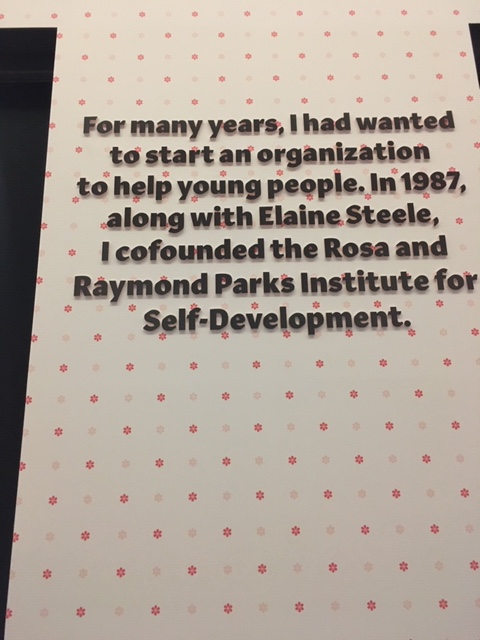 For many years, I had wanted
to start an organization
to help young people. In 1987,
along with Elaine Steele,
I cofounded the Rosa and
Raymond Parks Institute for
Self-Development.